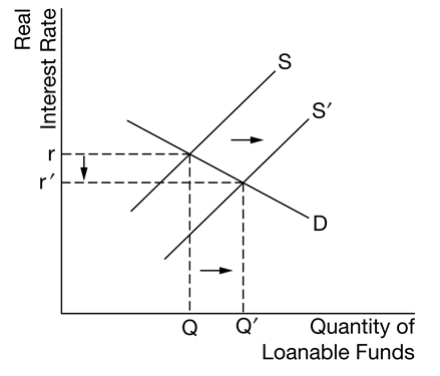 Real
Interest Rate
S
S′
r
r′
D
Q
Q′
Quantity of
Loanable Funds